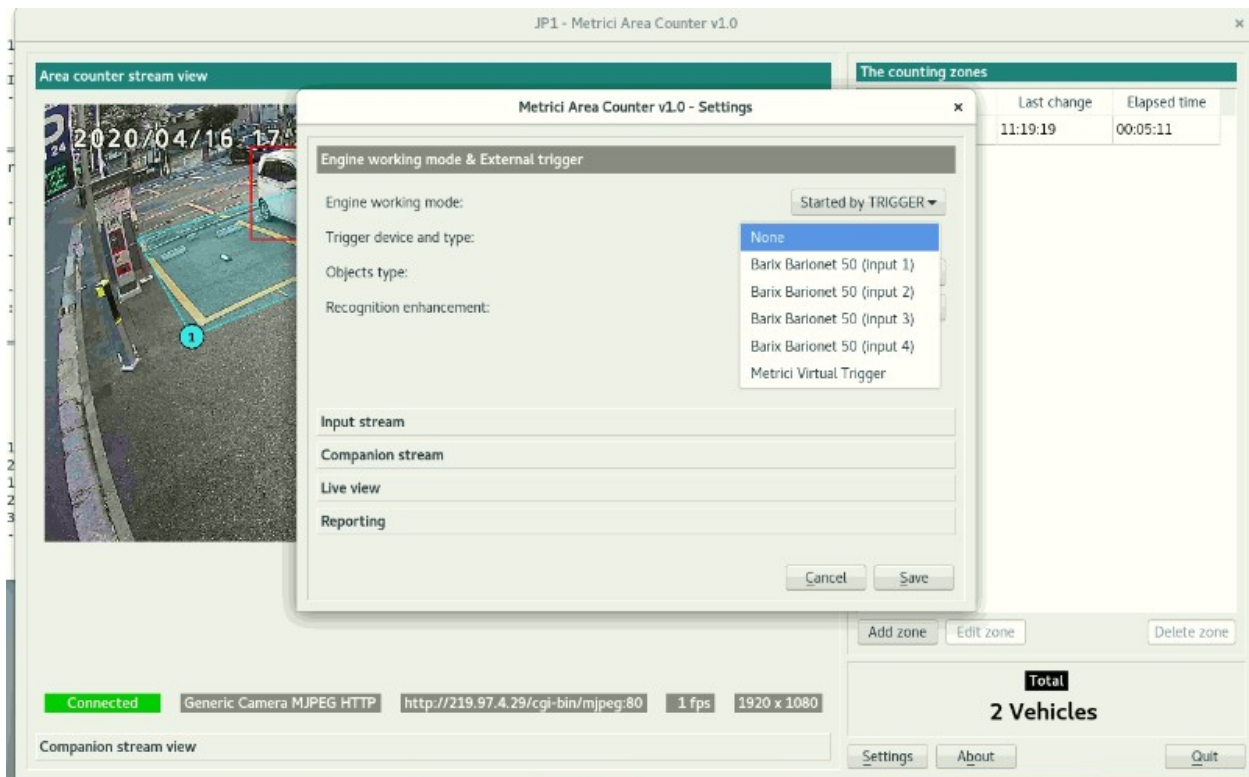 JP1 - Metrici Area Counter v1.0
Area counter stream view
2020/04/16 17
24
1
Connected
Generic Camera MJPEG HTTP
http://219.97.4.29/cgi-bin/mjpeg:80
1 fps
1920 x 1080
Companion stream view
Metrici Area Counter v1.0 - Settings
Engine working mode & External trigger
Engine working mode:
Started by TRIGGER
Trigger device and type:
Objects type:
Recognition enhancement:
None
Barix Barionet 50 (input 1)
Barix Barionet 50 (input 2)
Barix Barionet 50 (input 3)
Barix Barionet 50 (input 4)
Metrici Virtual Trigger
Input stream
Companion stream
Live view
Reporting
Cancel
Save
The counting zones
Last change
Elapsed time
11:19:19
00:05:11
Add zone
Edit zone
Delete zone
Total
2 Vehicles
Settings
About
Quit